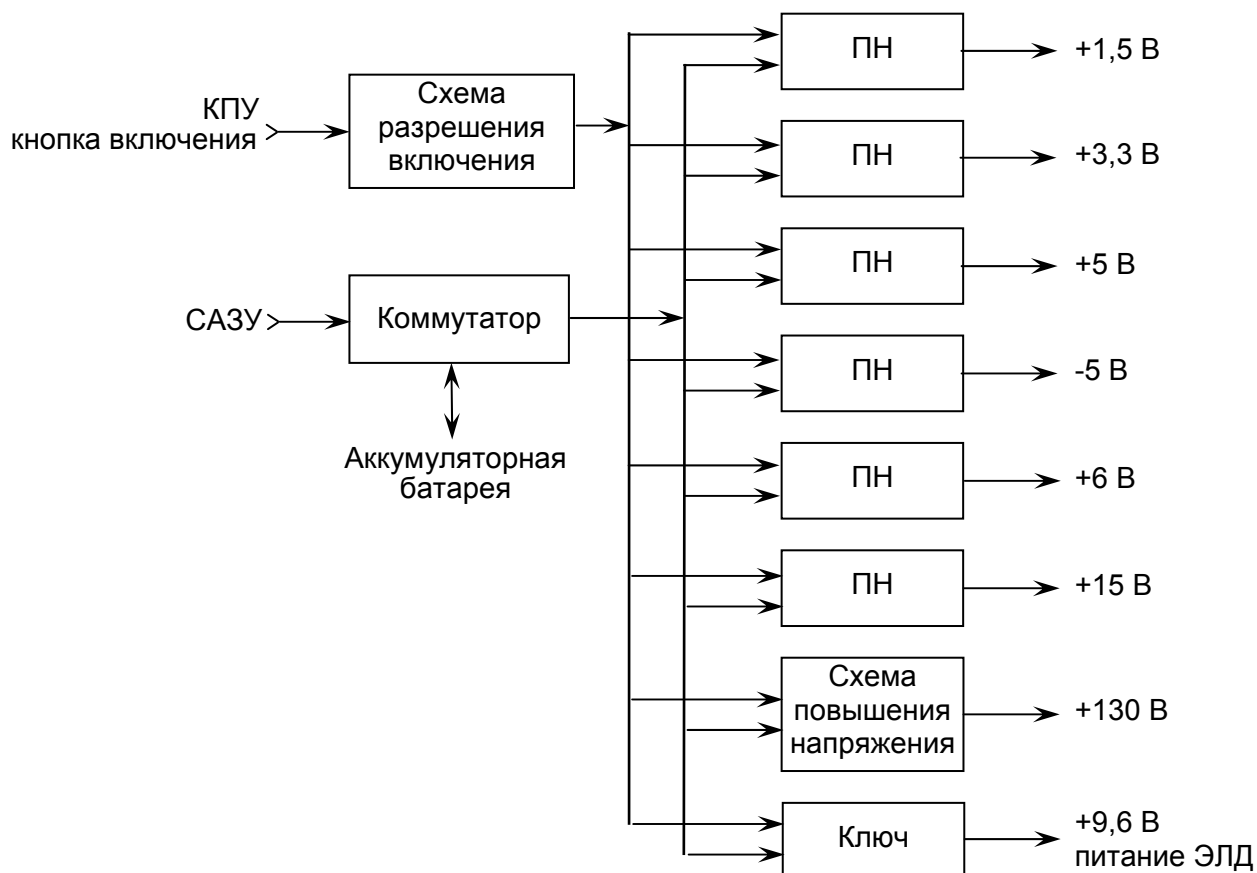 КПУ
кнопка включения
Схема
разрешения
включения
САЗУ
Коммутатор
Аккумуляторная
батарея
ПН
+1,5 В
ПН
+3,3 В
ПН
+5 В
ПН
-5 В
ПН
+6 В
ПН
+15 В
Схема
повышения
напряжения
+130 В
Ключ
+9,6 В
питание ЭЛД